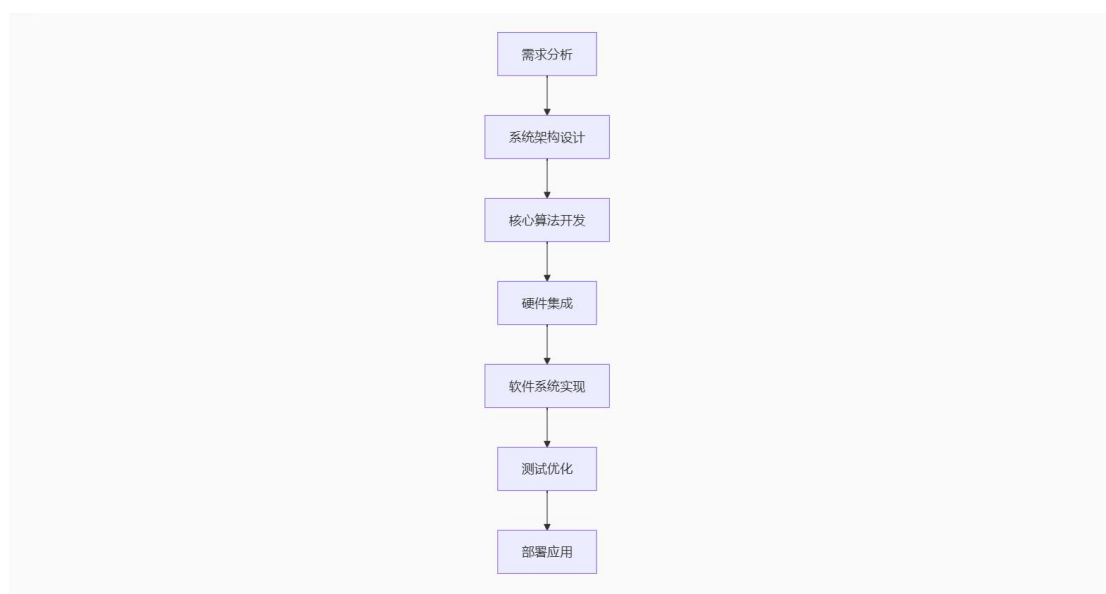 需求分析
系统架构设计
核心算法开发
硬件集成
软件系统实现
测试优化
部署应用